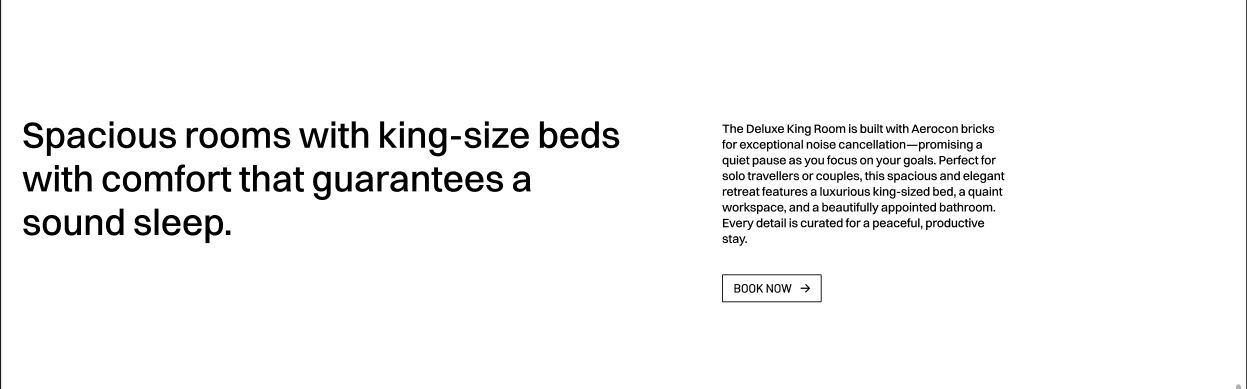 Spacious rooms with king-size beds
with comfort that guarantees a
sound sleep.
The Deluxe King Room is built with Aerocon bricks
for exceptional noise cancellation—promising a
quiet pause as you focus on your goals. Perfect for
solo travellers or couples, this spacious and elegant
retreat features a luxurious king-sized bed, a quaint
workspace, and a beautifully appointed bathroom.
Every detail is curated for a peaceful, productive
stay.
BOOK NOW →